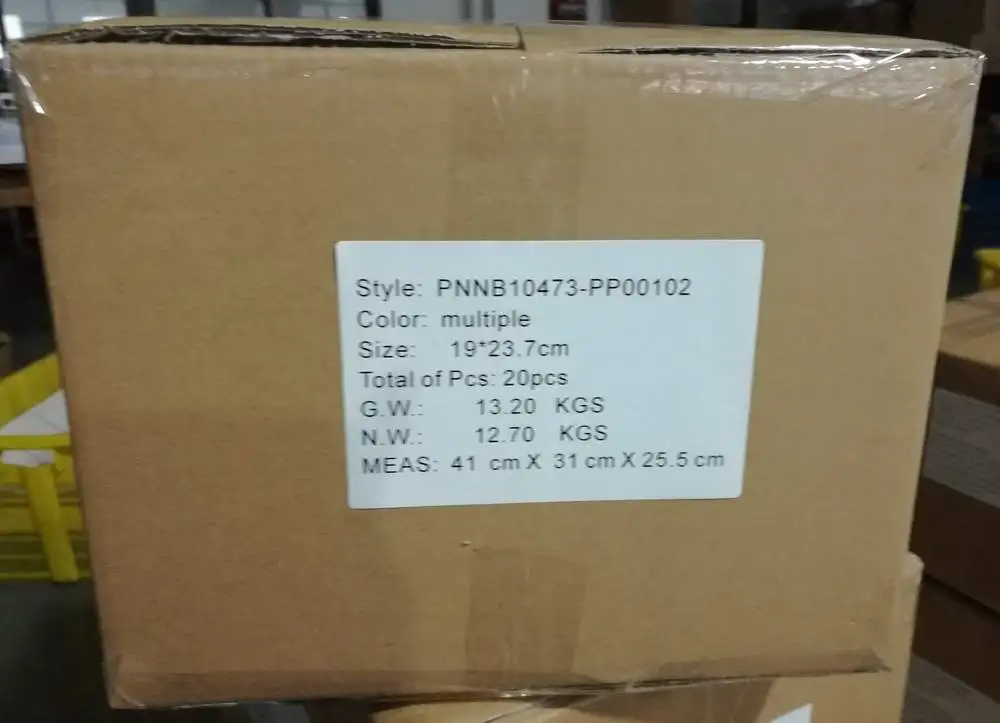 Style: PNNB10473-PP00102
Color: multiple
Size: 19*23.7cm
Total of Pcs: 20pcs
G.W.: 13.20 KGS
N.W.: 12.70 KGS
MEAS: 41 cm X 31 cm X 25.5 cm